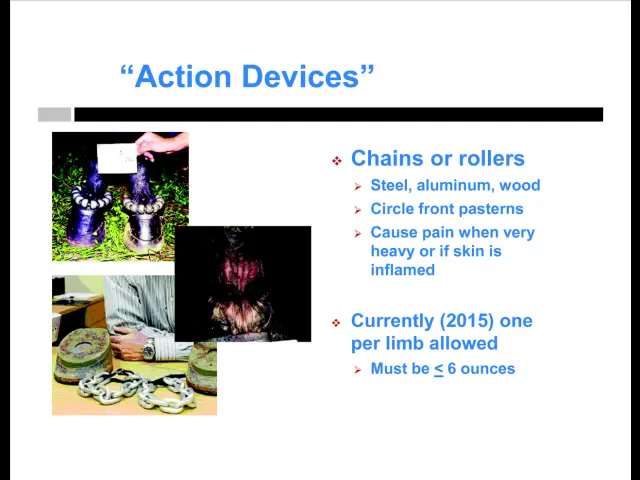 “Action Devices”
Chains or rollers
Steel, aluminum, wood
Circle front pasterns
Cause pain when very
heavy or if skin is
inflamed
Currently (2015) one
per limb allowed
Must be ≤ 6 ounces